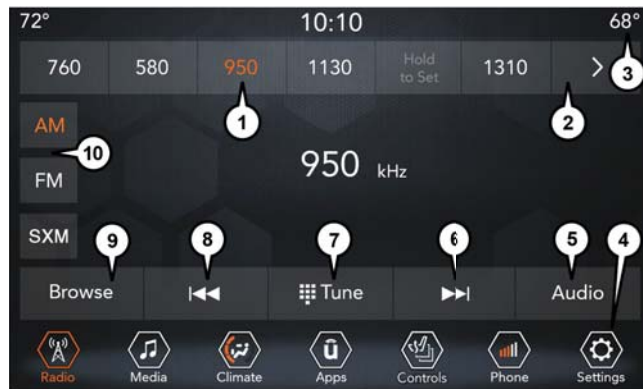 72° 10:10 68°
760 580 950 1130 Hold to Set 1310 > 3
1 2
AM
10
950 kHz
FM
SXM 9 8 7 6 5 4
Browse Tune Audio
Radio Media Climate û Apps Controls Phone Settings